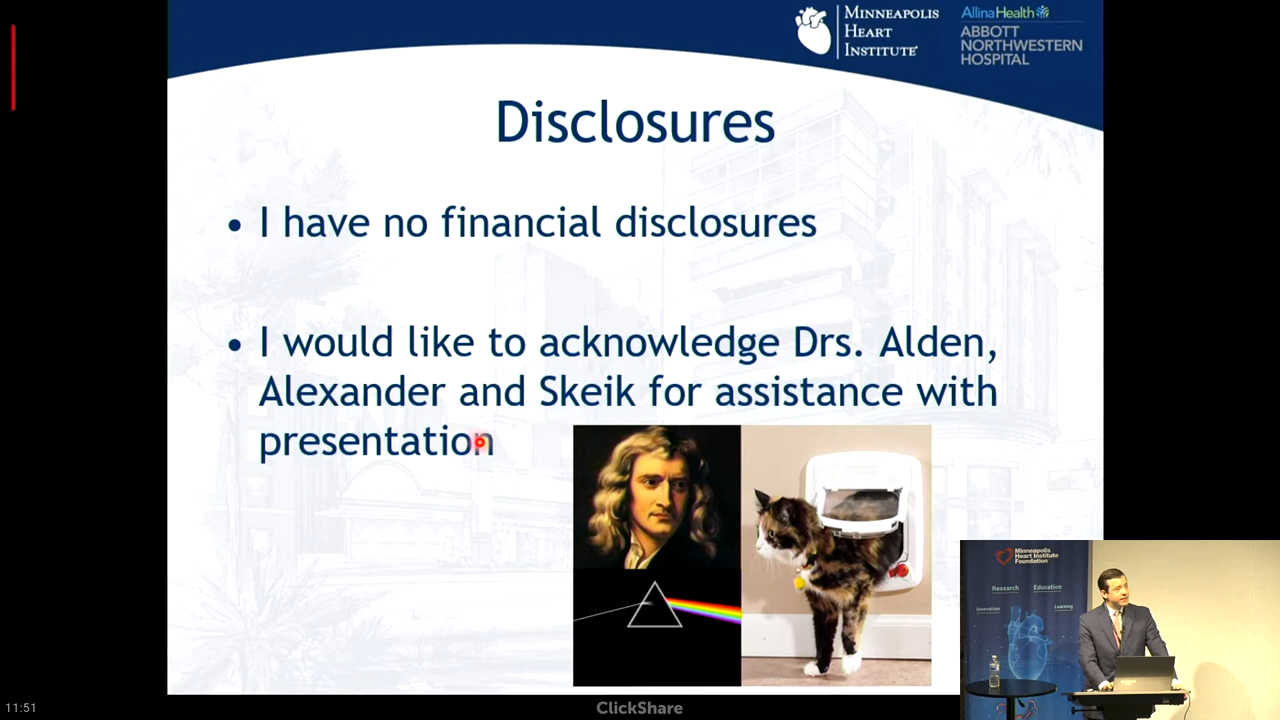 MINNEAPOLIS
HEART
INSTITUTE®
AllinaHealth
ABBOTT
NORTHWESTERN
HOSPITAL
Disclosures
• I have no financial disclosures
• I would like to acknowledge Drs. Alden,
Alexander and Skeik for assistance with
presentation
Minneapolis
Heart Institute
Foundation
Research
Education
Innovation
Learning
11:51
ClickShare